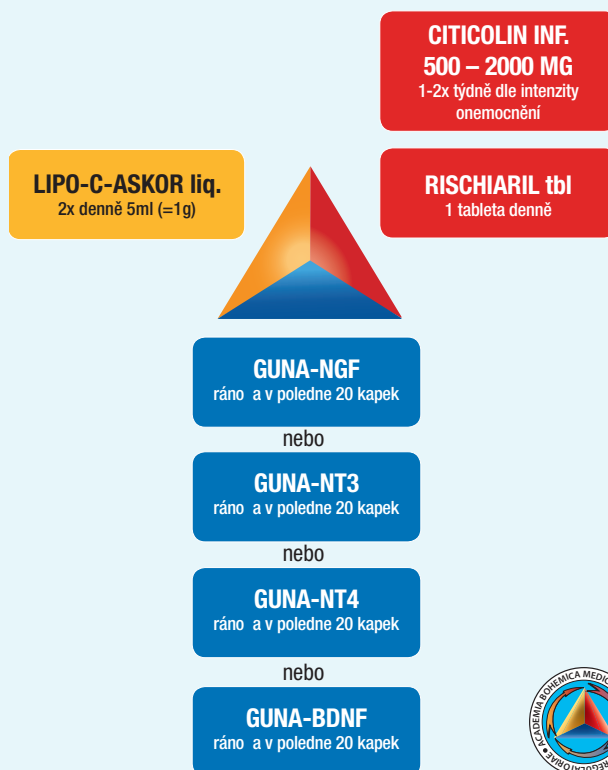 CITICOLIN INF.
500 – 2000 MG
1-2x týdně dle intenzity
onemocnění
LIPO-C-ASKOR liq.
2x denně 5ml (=1g)
RISCHIARIL tbl
1 tableta denně
GUNA-NGF
ráno a v poledne 20 kapek
nebo
GUNA-NT3
ráno a v poledne 20 kapek
nebo
GUNA-NT4
ráno a v poledne 20 kapek
nebo
GUNA-BDNF
ráno a v poledne 20 kapek
ACADEMIA BOHEMICA